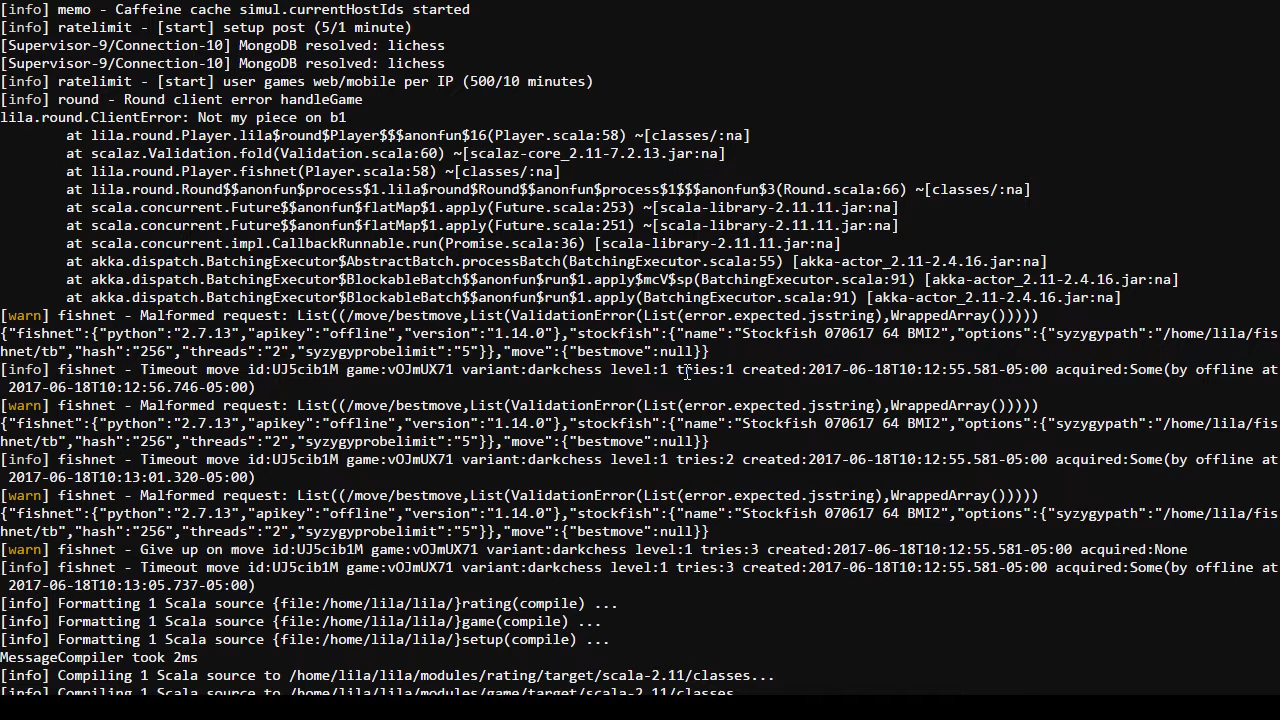 [info] memo - Caffeine cache simul.currentHostIds started
[info] ratelimit - [start] setup post (5/1 minute)
[Supervisor-9/Connection-10] MongoDB resolved: lichess
[Supervisor-9/Connection-10] MongoDB resolved: lichess
[info] ratelimit - [start] user games web/mobile per IP (500/10 minutes)
[info] round - Round client error handleGame
lila.round.ClientError: Not my piece on b1
at lila.round.Player.lila$round$Player$$$anonfun$16(Player.scala:58) ~[classes/:na]
at scalaz.Validation.fold(Validation.scala:60) ~[scalaz-core_2.11-7.2.13.jar:na]
at lila.round.Player.fishnet(Player.scala:58) ~[classes/:na]
at lila.round.Round$$anonfun$process$1.lila$round$Round$$anonfun$process$1$$$anonfun$3(Round.scala:66) ~[classes/:na]
at scala.concurrent.Future$$anonfun$flatMap$1.apply(Future.scala:253) ~[scala-library-2.11.11.jar:na]
at scala.concurrent.Future$$anonfun$flatMap$1.apply(Future.scala:251) ~[scala-library-2.11.11.jar:na]
at scala.concurrent.impl.CallbackRunnable.run(Promise.scala:36) [scala-library-2.11.11.jar:na]
at akka.dispatch.BatchingExecutor$AbstractBatch.processBatch(BatchingExecutor.scala:55) [akka-actor_2.11-2.4.16.jar:na]
at akka.dispatch.BatchingExecutor$BlockableBatch$$anonfun$run$1.apply$mcV$sp(BatchingExecutor.scala:91) [akka-actor_2.11-2.4.16.jar:na]
at akka.dispatch.BatchingExecutor$BlockableBatch$$anonfun$run$1.apply(BatchingExecutor.scala:91) [akka-actor_2.11-2.4.16.jar:na]
[warn] fishnet - Malformed request: List((/move/bestmove,List(ValidationError(List(error.expected.jsstring),WrappedArray()))))
{"fishnet":{"python":"2.7.13","apikey":"offline","version":"1.14.0"},"stockfish":{"name":"Stockfish 070617 64 BMI2","options":{"syzygypath":"/home/lila/fis
hnet/tb","hash":"256","threads":"2","syzygyprobelimit":"5"}},"move":{"bestmove":null}}
[info] fishnet - Timeout move id:UJ5cib1M game:vOJmUX71 variant:darkchess level:1 tries:1 created:2017-06-18T10:12:55.581-05:00 acquired:Some(by offline at
2017-06-18T10:12:56.746-05:00)
[warn] fishnet - Malformed request: List((/move/bestmove,List(ValidationError(List(error.expected.jsstring),WrappedArray()))))
{"fishnet":{"python":"2.7.13","apikey":"offline","version":"1.14.0"},"stockfish":{"name":"Stockfish 070617 64 BMI2","options":{"syzygypath":"/home/lila/fis
hnet/tb","hash":"256","threads":"2","syzygyprobelimit":"5"}},"move":{"bestmove":null}}
[info] fishnet - Timeout move id:UJ5cib1M game:vOJmUX71 variant:darkchess level:1 tries:2 created:2017-06-18T10:12:55.581-05:00 acquired:Some(by offline at
2017-06-18T10:13:01.320-05:00)
[warn] fishnet - Malformed request: List((/move/bestmove,List(ValidationError(List(error.expected.jsstring),WrappedArray()))))
{"fishnet":{"python":"2.7.13","apikey":"offline","version":"1.14.0"},"stockfish":{"name":"Stockfish 070617 64 BMI2","options":{"syzygypath":"/home/lila/fis
hnet/tb","hash":"256","threads":"2","syzygyprobelimit":"5"}},"move":{"bestmove":null}}
[warn] fishnet - Give up on move id:UJ5cib1M game:vOJmUX71 variant:darkchess level:1 tries:3 created:2017-06-18T10:12:55.581-05:00 acquired:None
[info] fishnet - Timeout move id:UJ5cib1M game:vOJmUX71 variant:darkchess level:1 tries:3 created:2017-06-18T10:12:55.581-05:00 acquired:Some(by offline at
2017-06-18T10:13:05.737-05:00)
[info] Formatting 1 Scala source {file:/home/lila/lila/}rating(compile) ...
[info] Formatting 1 Scala source {file:/home/lila/lila/}game(compile) ...
[info] Formatting 1 Scala source {file:/home/lila/lila/}setup(compile) ...
MessageCompiler took 2ms
[info] Compiling 1 Scala source to /home/lila/lila/modules/rating/target/scala-2.11/classes...
[info] Compiling 1 Scala source to /home/lila/lila/modules/game/target/scala-2.11/classes...